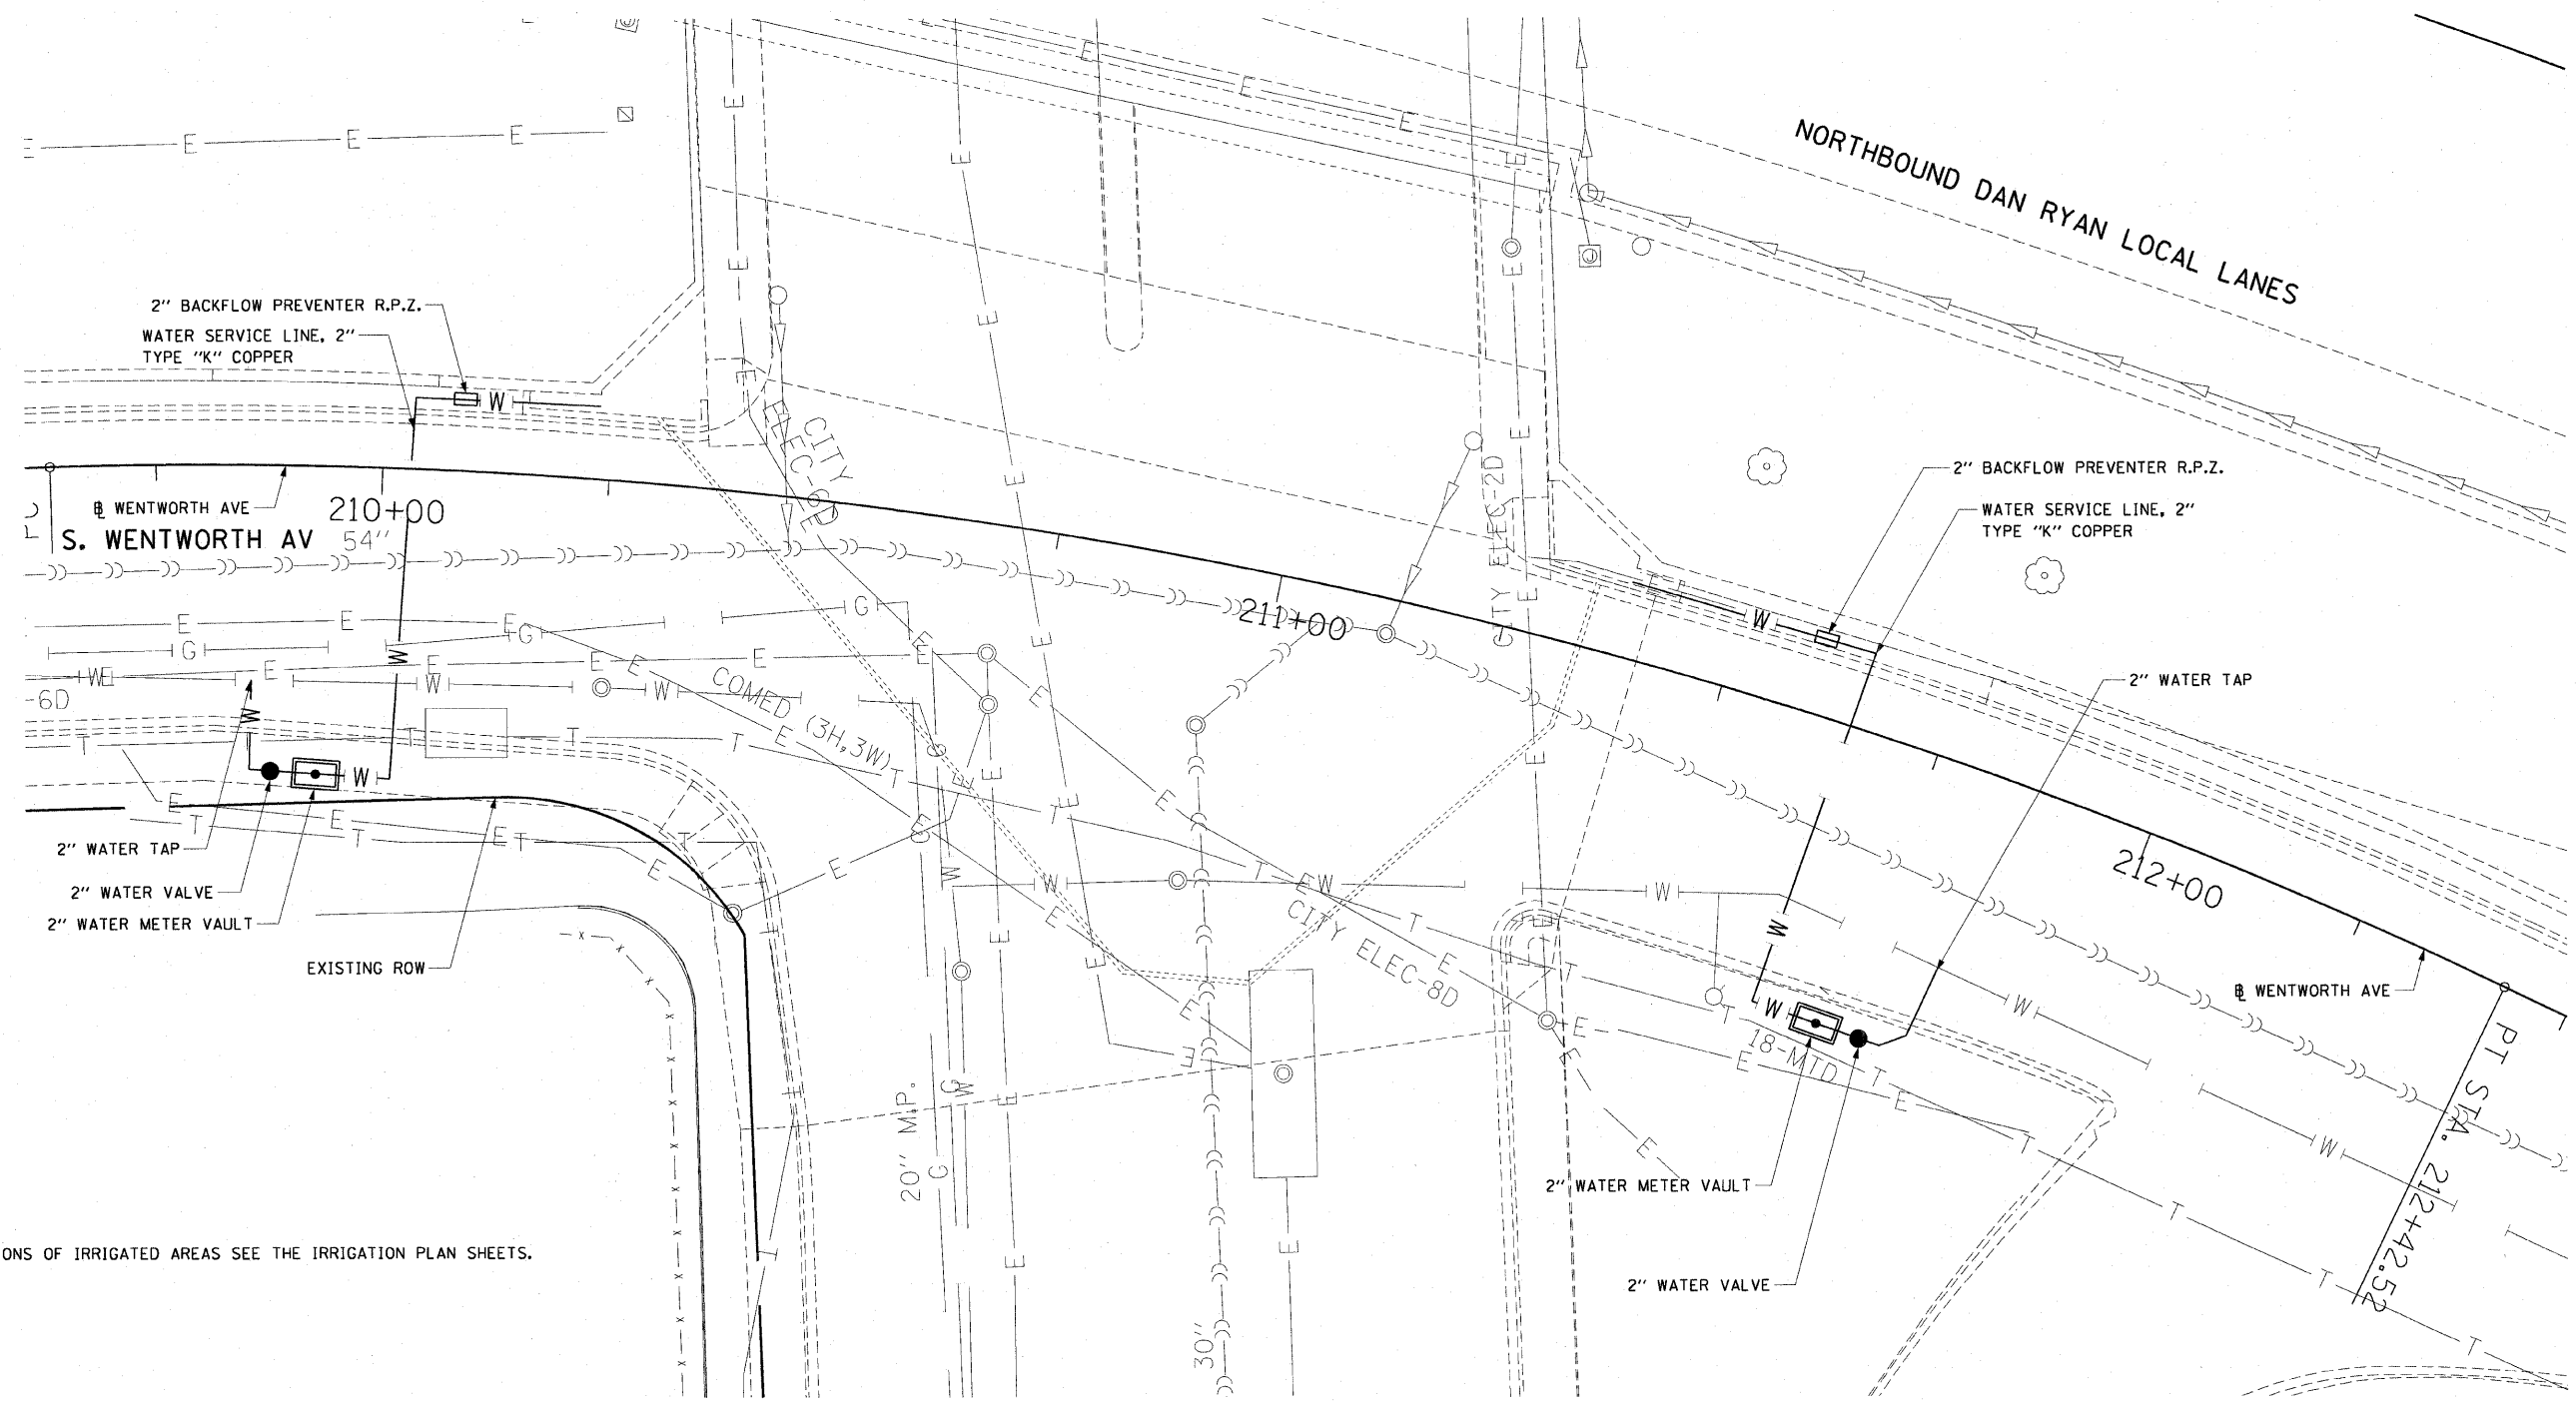 NORTHBOUND DAN RYAN LOCAL LANES
2" BACKFLOW PREVENTER R.P.Z.
WATER SERVICE LINE, 2"
TYPE "K" COPPER
℄ WENTWORTH AVE
210+00
S. WENTWORTH AV
54"
CITY
ELEC-6D
CITY ELEC-2D
2" BACKFLOW PREVENTER R.P.Z.
WATER SERVICE LINE, 2"
TYPE "K" COPPER
211+00
-6D
COMED (3H,3W)
2" WATER TAP
2" WATER TAP
2" WATER VALVE
2" WATER METER VAULT
EXISTING ROW
212+00
CITY ELEC-8D
℄ WENTWORTH AVE
18-MTD
20" M.P.
PT STA. 212+42.52
2" WATER METER VAULT
ONS OF IRRIGATED AREAS SEE THE IRRIGATION PLAN SHEETS.
2" WATER VALVE
30"